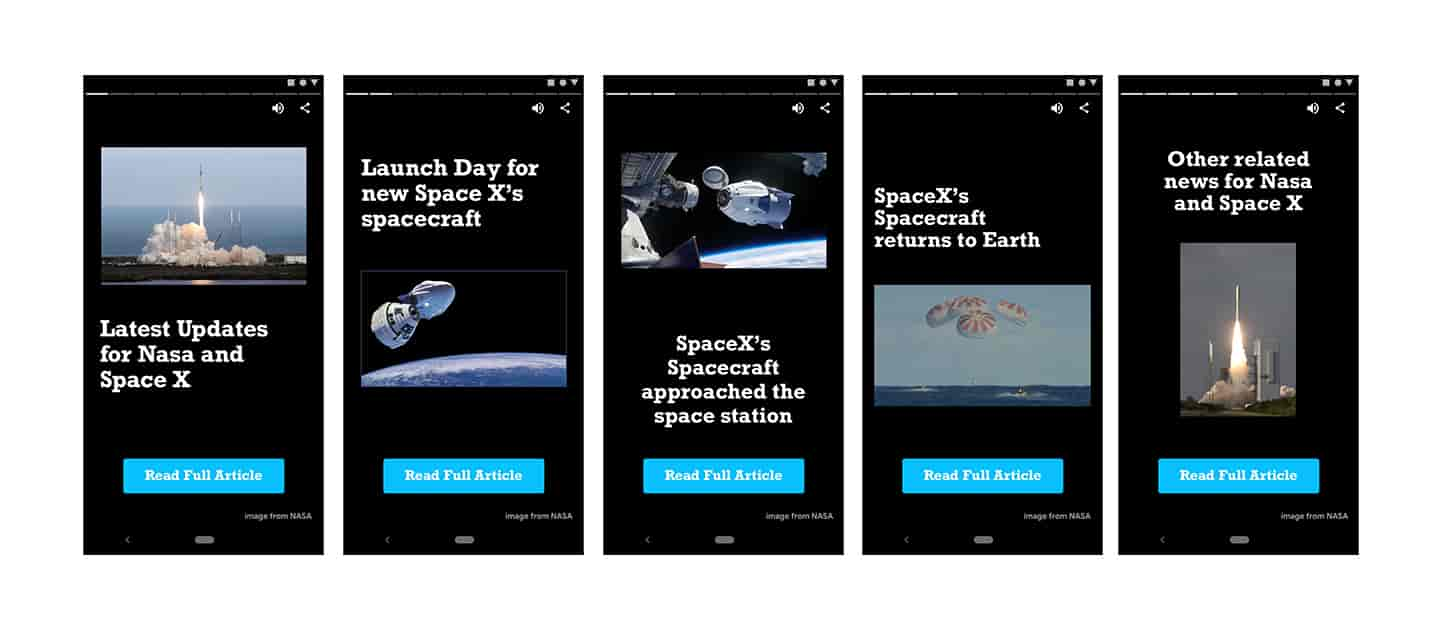 Latest Updates
for Nasa and
Space X
Read Full Article
image from NASA
Launch Day for
new Space X’s
spacecraft
Read Full Article
image from NASA
SpaceX’s
Spacecraft
approached the
space station
Read Full Article
image from NASA
SpaceX’s
Spacecraft
returns to Earth
Read Full Article
image from NASA
Other related
news for Nasa
and Space X
Read Full Article
image from NASA